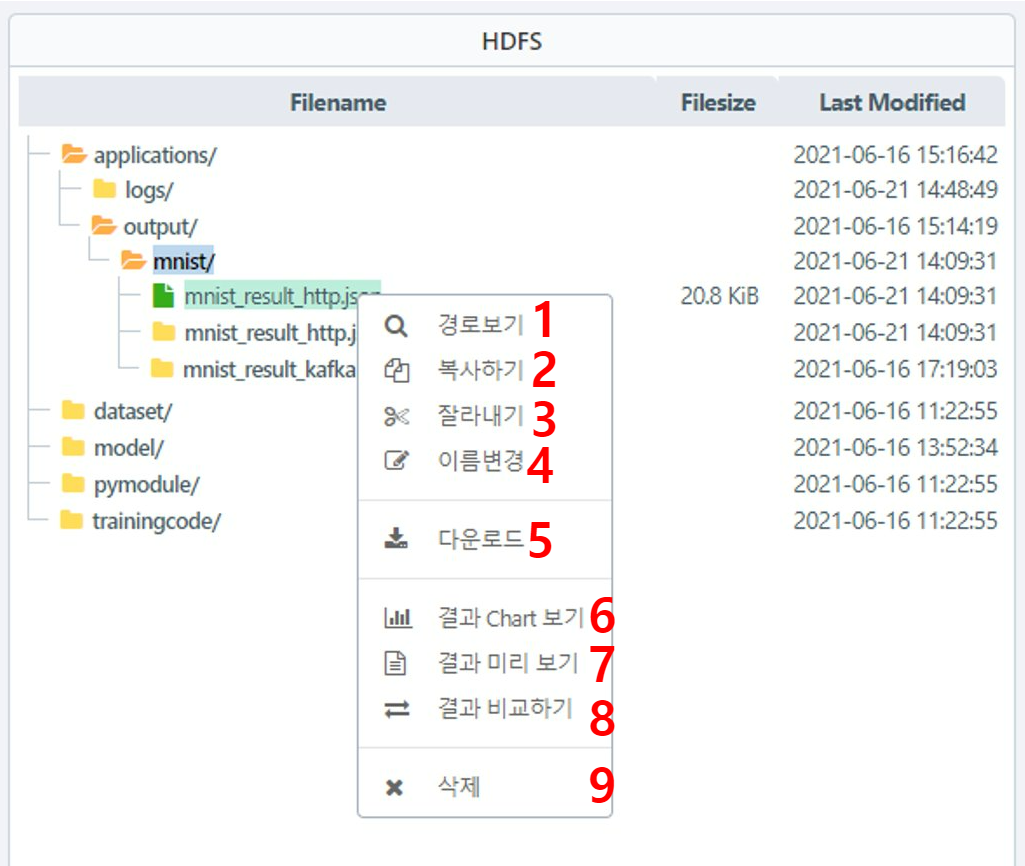 HDFS
Filename Filesize Last Modified
applications/ 2021-06-16 15:16:42
logs/ 2021-06-21 14:48:49
output/ 2021-06-16 15:14:19
mnist/ 2021-06-21 14:09:31
mnist_result_http.json 20.8 KiB 2021-06-21 14:09:31
mnist_result_http.j 2021-06-21 14:09:31
mnist_result_kafka 2021-06-16 17:19:03
dataset/ 2021-06-16 11:22:55
model/ 2021-06-16 13:52:34
pymodule/ 2021-06-16 11:22:55
trainingcode/ 2021-06-16 11:22:55
경로보기 1
복사하기 2
잘라내기 3
이름변경 4
다운로드 5
결과 Chart 보기 6
결과 미리 보기 7
결과 비교하기 8
삭제 9